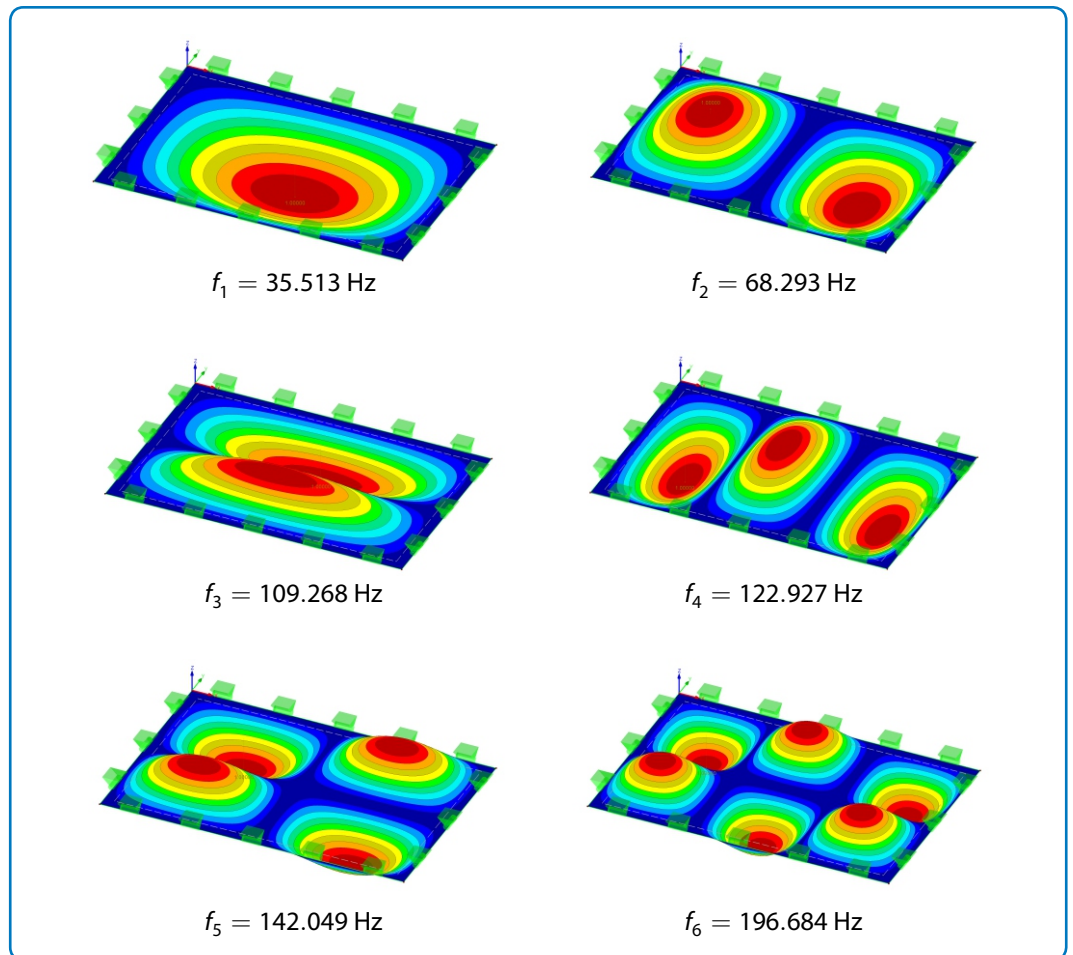 f1 = 35.513 Hz
f2 = 68.293 Hz
f3 = 109.268 Hz
f4 = 122.927 Hz
f5 = 142.049 Hz
f6 = 196.684 Hz